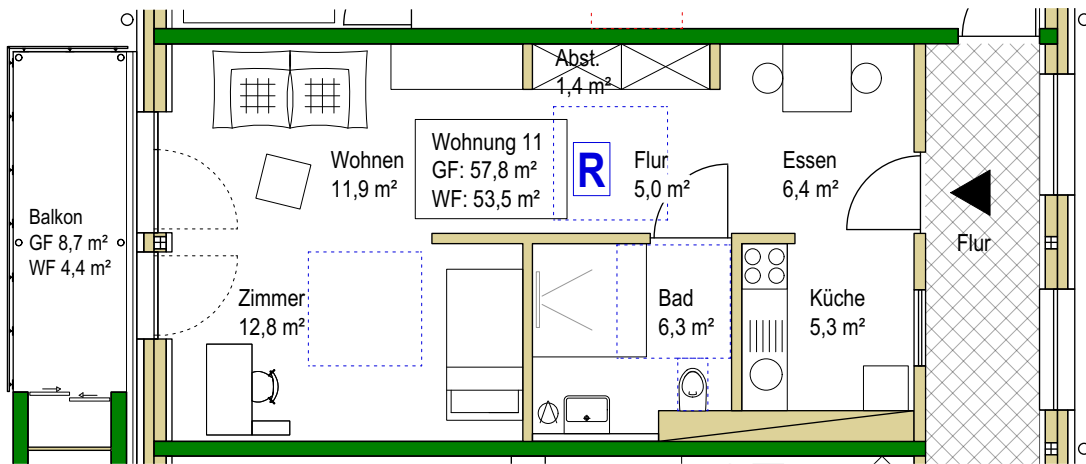 Abst.
1,4 m²
Wohnung 11
GF: 57,8 m²
WF: 53,5 m²
Wohnen
11,9 m²
R
Flur
5,0 m²
Essen
6,4 m²
Balkon
GF 8,7 m²
WF 4,4 m²
Flur
Zimmer
12,8 m²
Bad
6,3 m²
Küche
5,3 m²